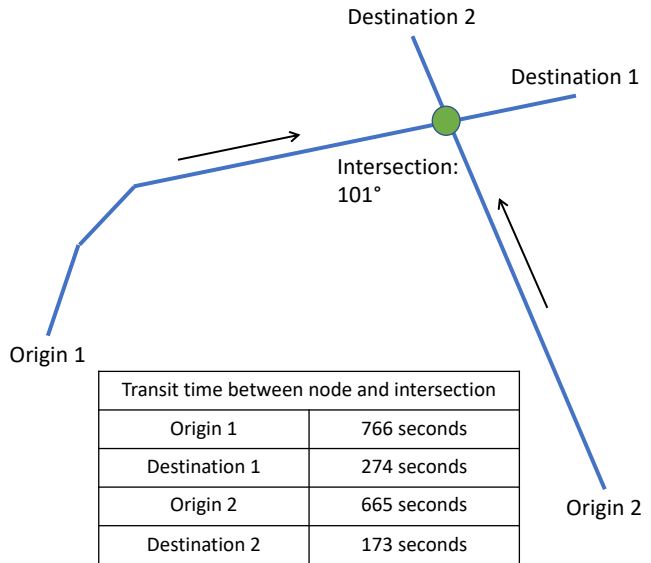 Destination 2
Destination 1
Intersection:
101°
Origin 1
Origin 2
Transit time between node and intersection
Origin 1 766 seconds
Destination 1 274 seconds
Origin 2 665 seconds
Destination 2 173 seconds